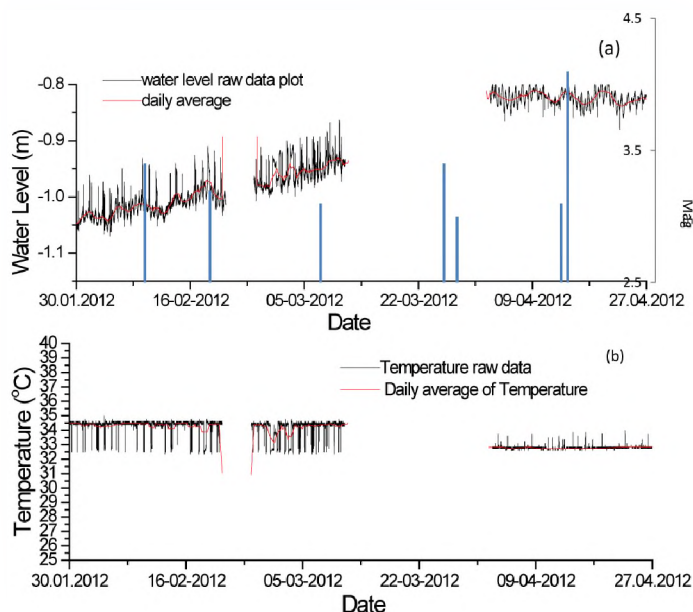 4.5
(a)
-0.8
water level raw data plot
daily average
-0.9
3.5
-1.0
Water Level (m)
-1.1
2.5
30.01.2012 16-02-2012 05-03-2012 22-03-2012 09-04-2012 27.04.2012
Date
40
39
38
37
36
35
34
33
32
31
30
29
28
27
26
25
(b)
Temperature raw data
Daily average of Temperature
Temperature (°C)
30.01.2012 16-02-2012 05-03-2012 22-03-2012 09-04-2012 27.04.2012
Date